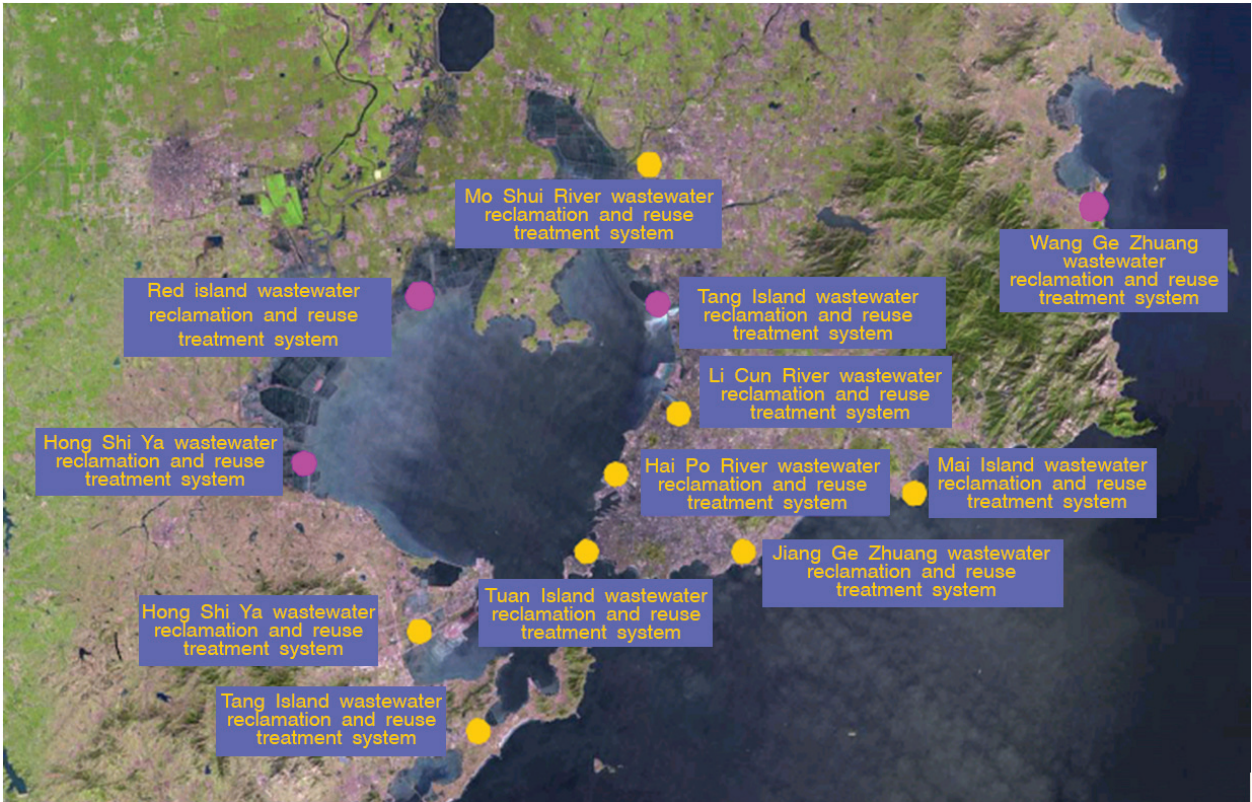 Mo Shui River wastewater
reclamation and reuse
treatment system
Wang Ge Zhuang
wastewater
reclamation and reuse
treatment system
Red island wastewater
reclamation and reuse
treatment system
Tang Island wastewater
reclamation and reuse
treatment system
Li Cun River wastewater
reclamation and reuse
treatment system
Hong Shi Ya wastewater
reclamation and reuse
treatment system
Hai Po River wastewater
reclamation and reuse
treatment system
Mai Island wastewater
reclamation and reuse
treatment system
Jiang Ge Zhuang wastewater
reclamation and reuse
treatment system
Tuan Island wastewater
reclamation and reuse
treatment system
Hong Shi Ya wastewater
reclamation and reuse
treatment system
Tang Island wastewater
reclamation and reuse
treatment system